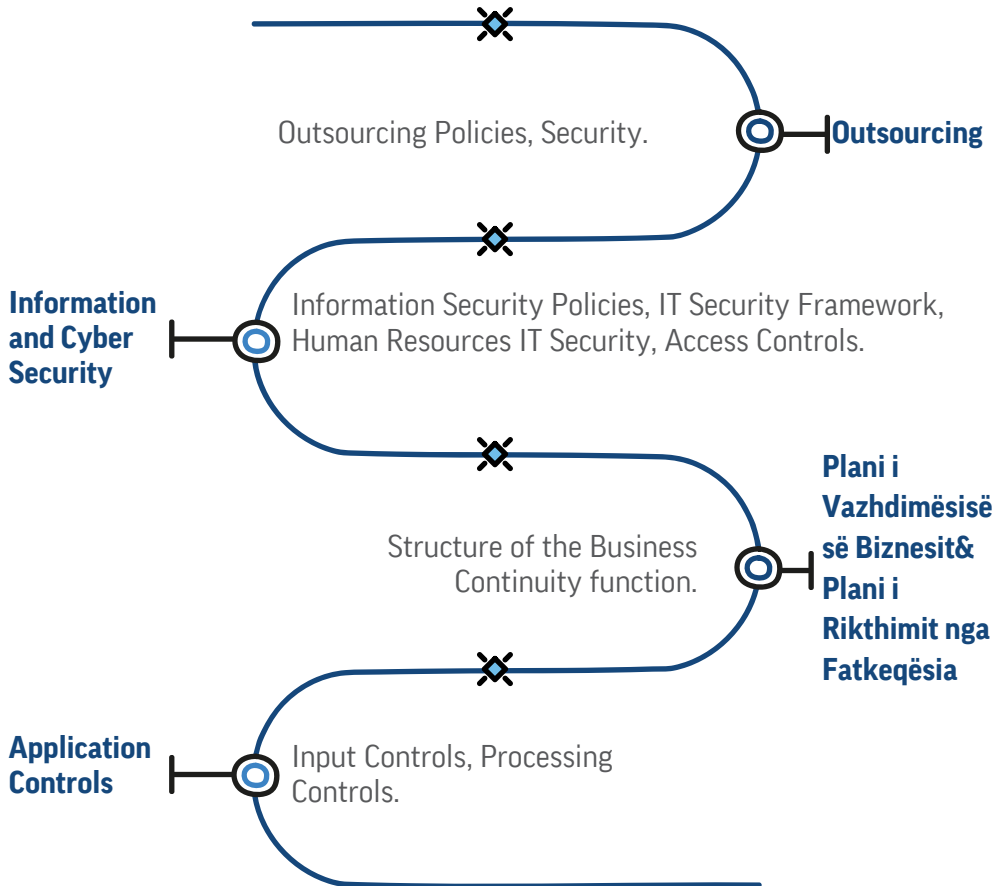 Outsourcing Policies, Security.
Outsourcing
Information
and Cyber
Security
Information Security Policies, IT Security Framework,
Human Resources IT Security, Access Controls.
Structure of the Business
Continuity function.
Plani i
Vazhdimësisë
së Biznesit&
Plani i
Rikthimit nga
Fatkeqësia
Application
Controls
Input Controls, Processing
Controls.